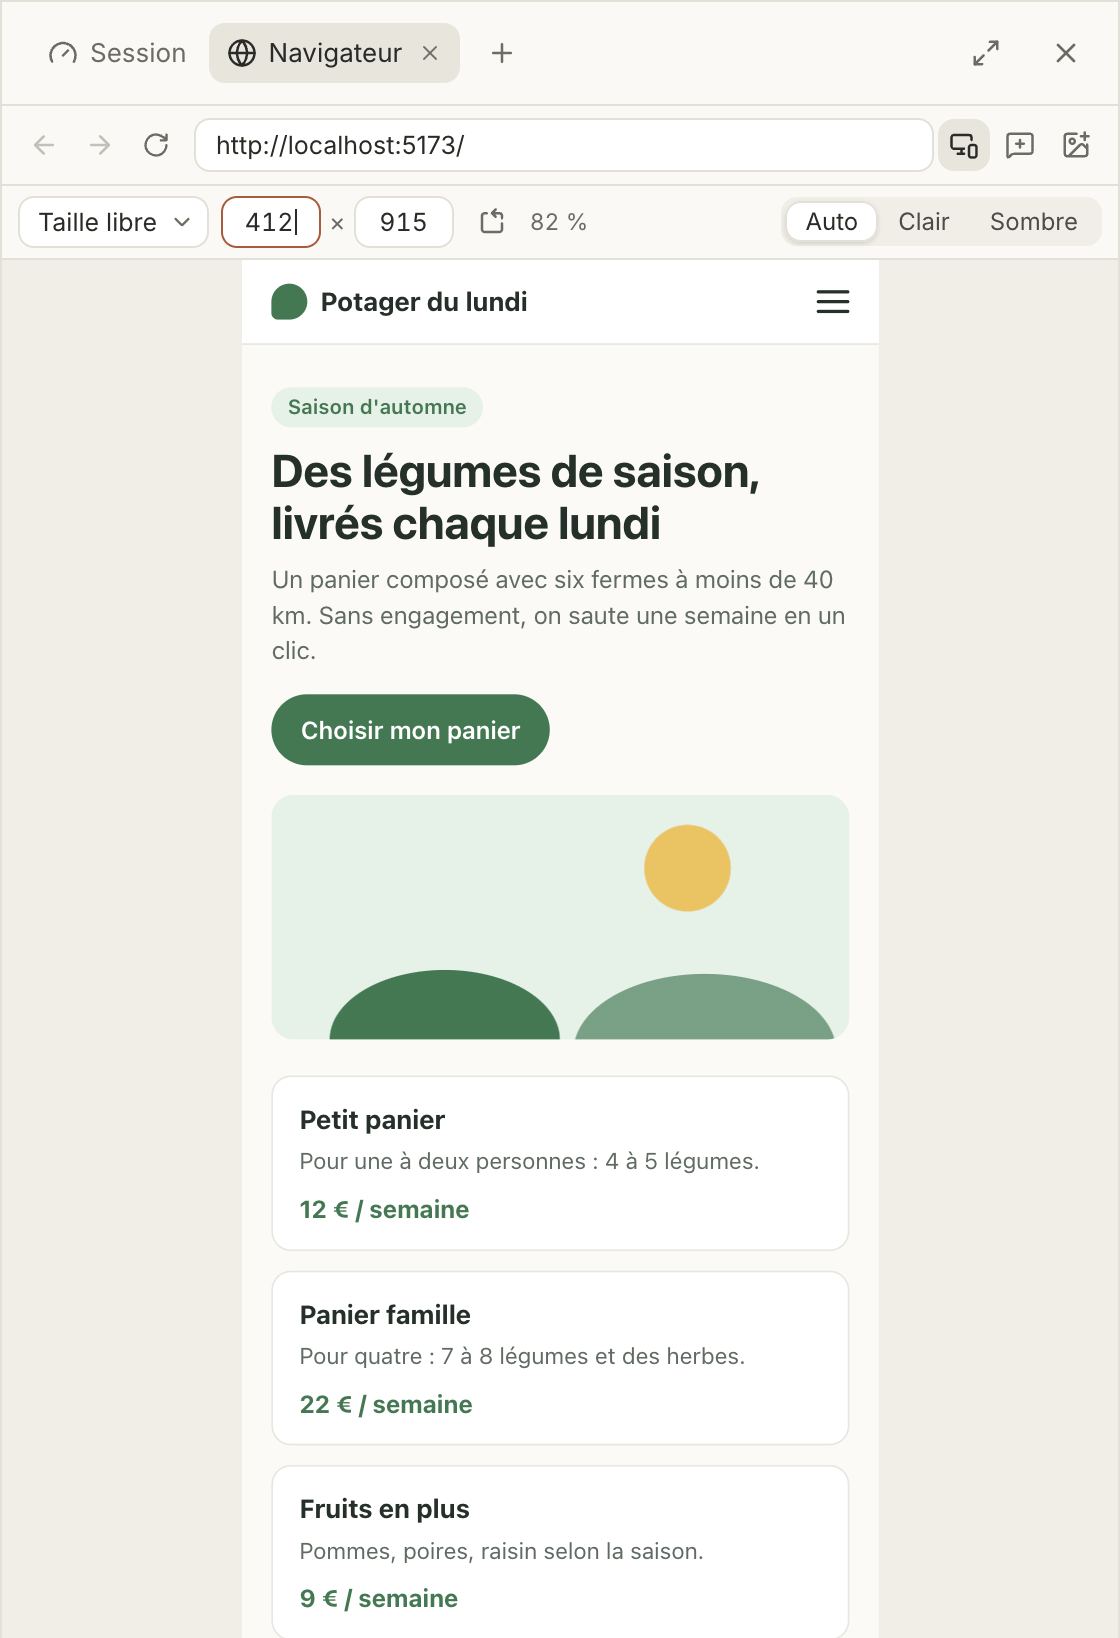 Session
Navigateur
http://localhost:5173/
Taille libre
412 × 915
82 %
Auto
Clair
Sombre
Potager du lundi
Saison d'automne
Des légumes de saison,
livrés chaque lundi
Un panier composé avec six fermes à moins de 40
km. Sans engagement, on saute une semaine en un
clic.
Choisir mon panier
Petit panier
Pour une à deux personnes : 4 à 5 légumes.
12 € / semaine
Panier famille
Pour quatre : 7 à 8 légumes et des herbes.
22 € / semaine
Fruits en plus
Pommes, poires, raisin selon la saison.
9 € / semaine